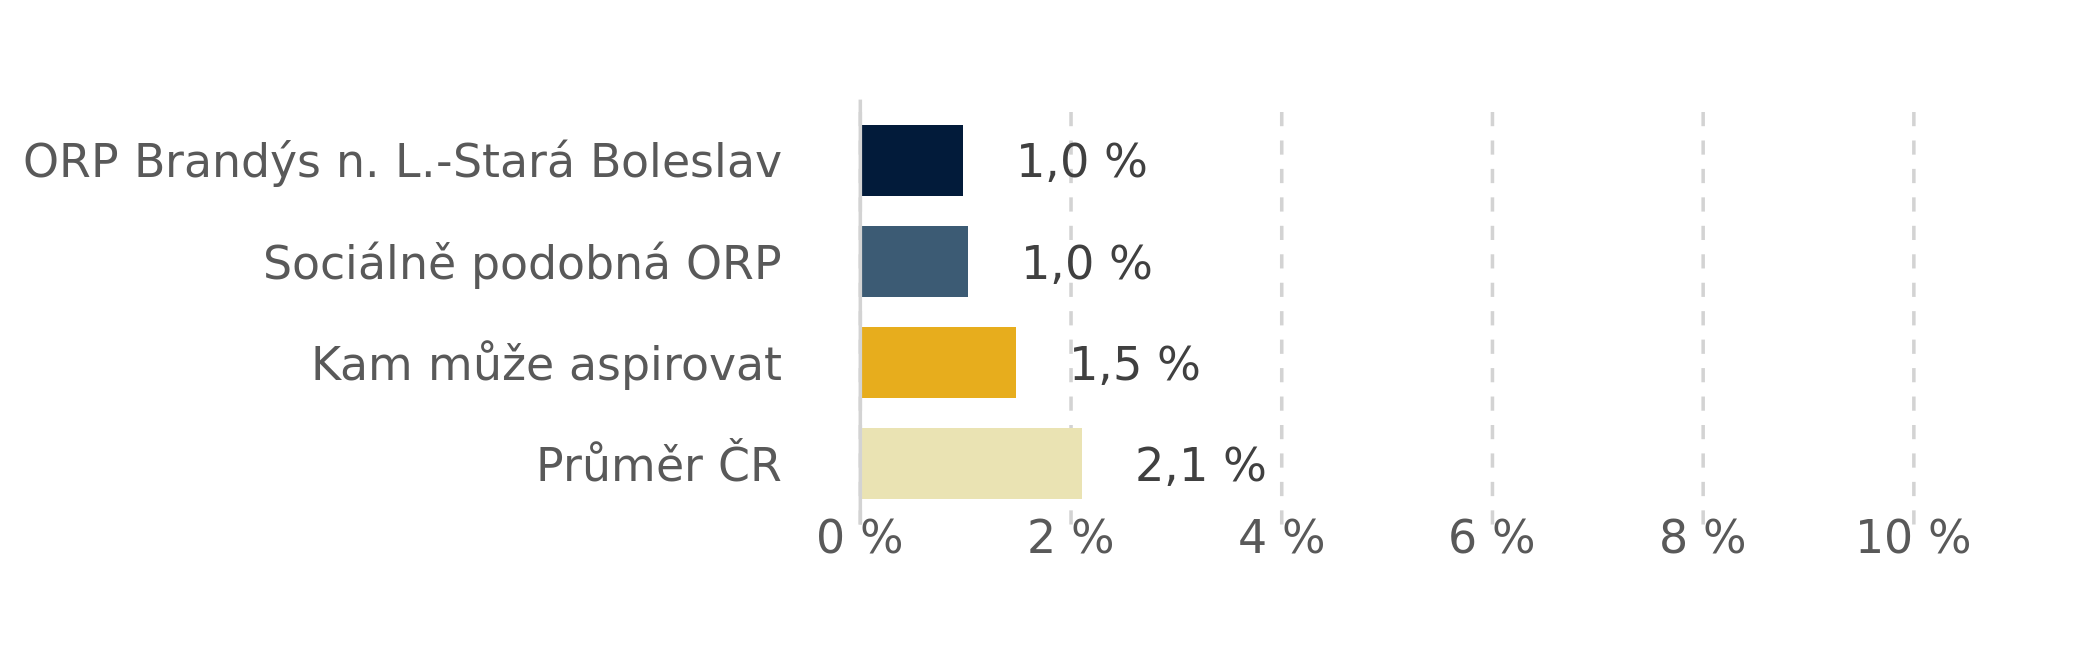 ORP Brandýs n. L.-Stará Boleslav 1,0 %
Sociálně podobná ORP 1,0 %
Kam může aspirovat 1,5 %
Průměr ČR 2,1 %
0 % 2 % 4 % 6 % 8 % 10 %